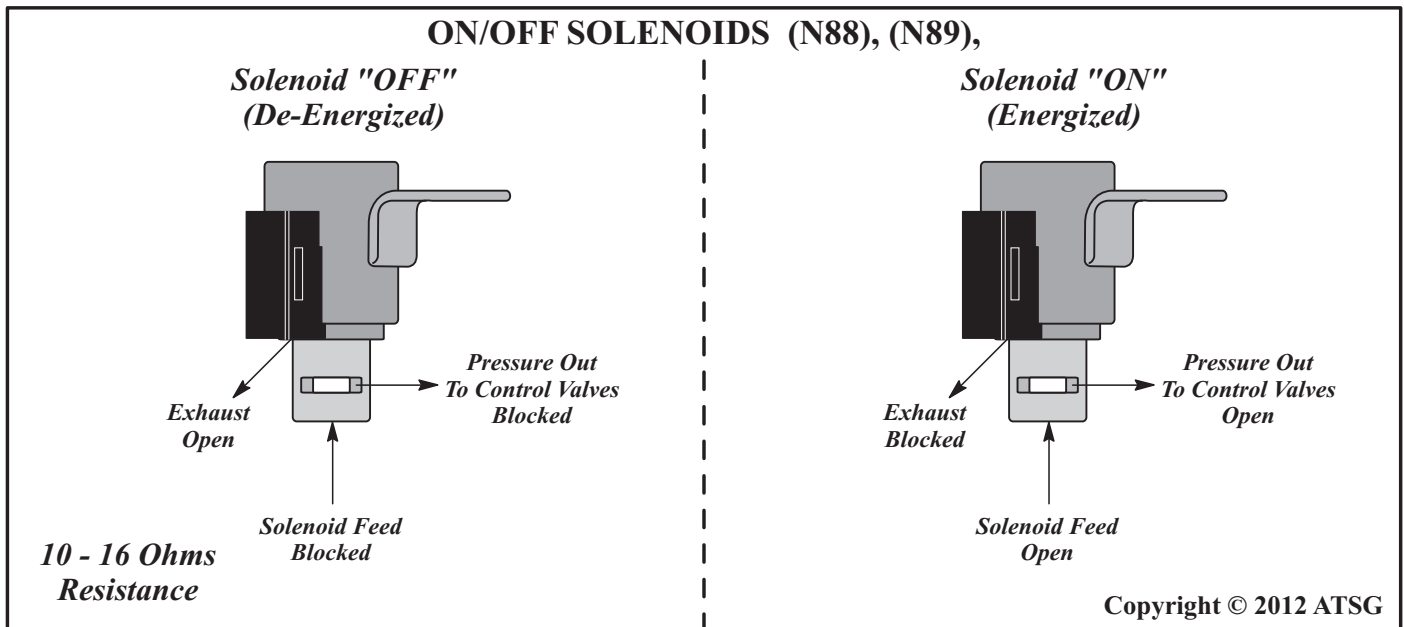 ON/OFF SOLENOIDS (N88), (N89),
Solenoid "OFF"
(De-Energized)
Pressure Out
To Control Valves
Blocked
Exhaust
Open
Solenoid Feed
Blocked
10 - 16 Ohms
Resistance
Solenoid "ON"
(Energized)
Pressure Out
To Control Valves
Open
Exhaust
Blocked
Solenoid Feed
Open
Copyright © 2012 ATSG